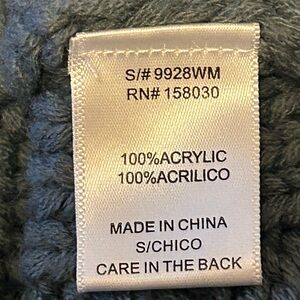 S/# 9928WM
RN# 158030
100%ACRYLIC
100%ACRILICO
MADE IN CHINA
S/CHICO
CARE IN THE BACK